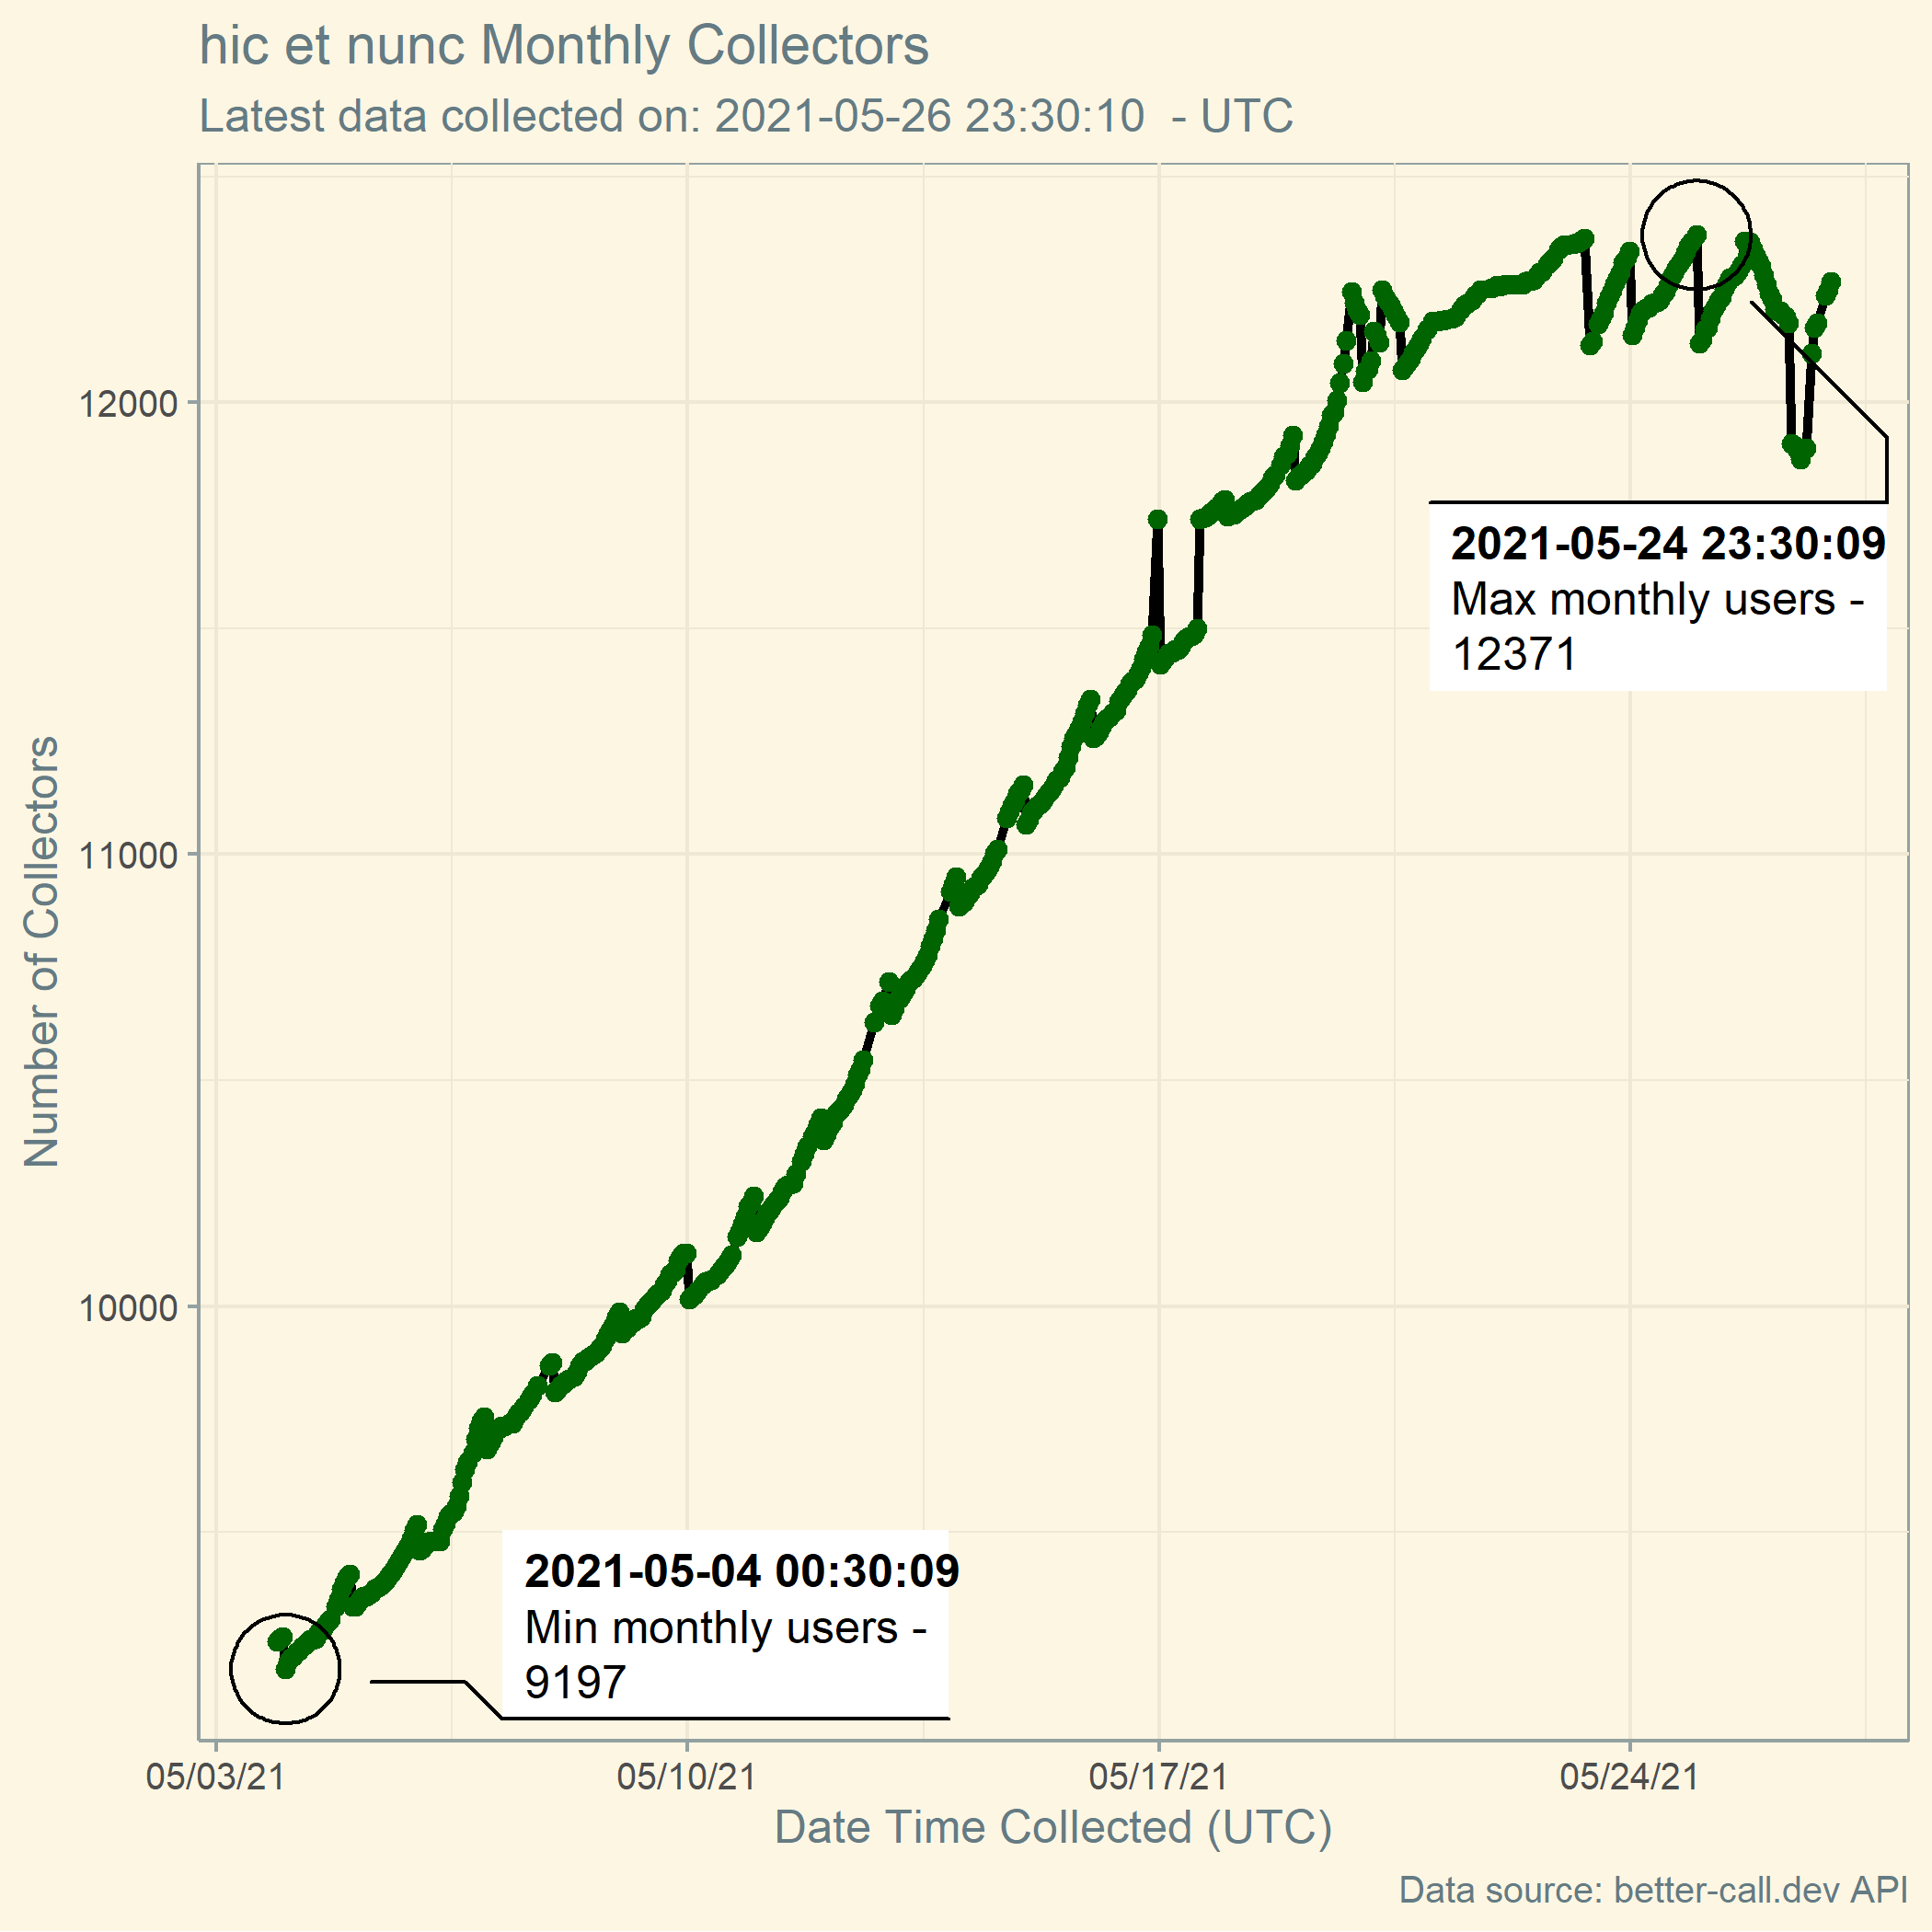 hic et nunc Monthly Collectors
Latest data collected on: 2021-05-26 23:30:10  - UTC
Number of Collectors
12000
11000
10000
2021-05-24 23:30:09
Max monthly users -
12371
2021-05-04 00:30:09
Min monthly users -
9197
05/03/21
05/10/21
05/17/21
05/24/21
Date Time Collected (UTC)
Data source: better-call.dev API